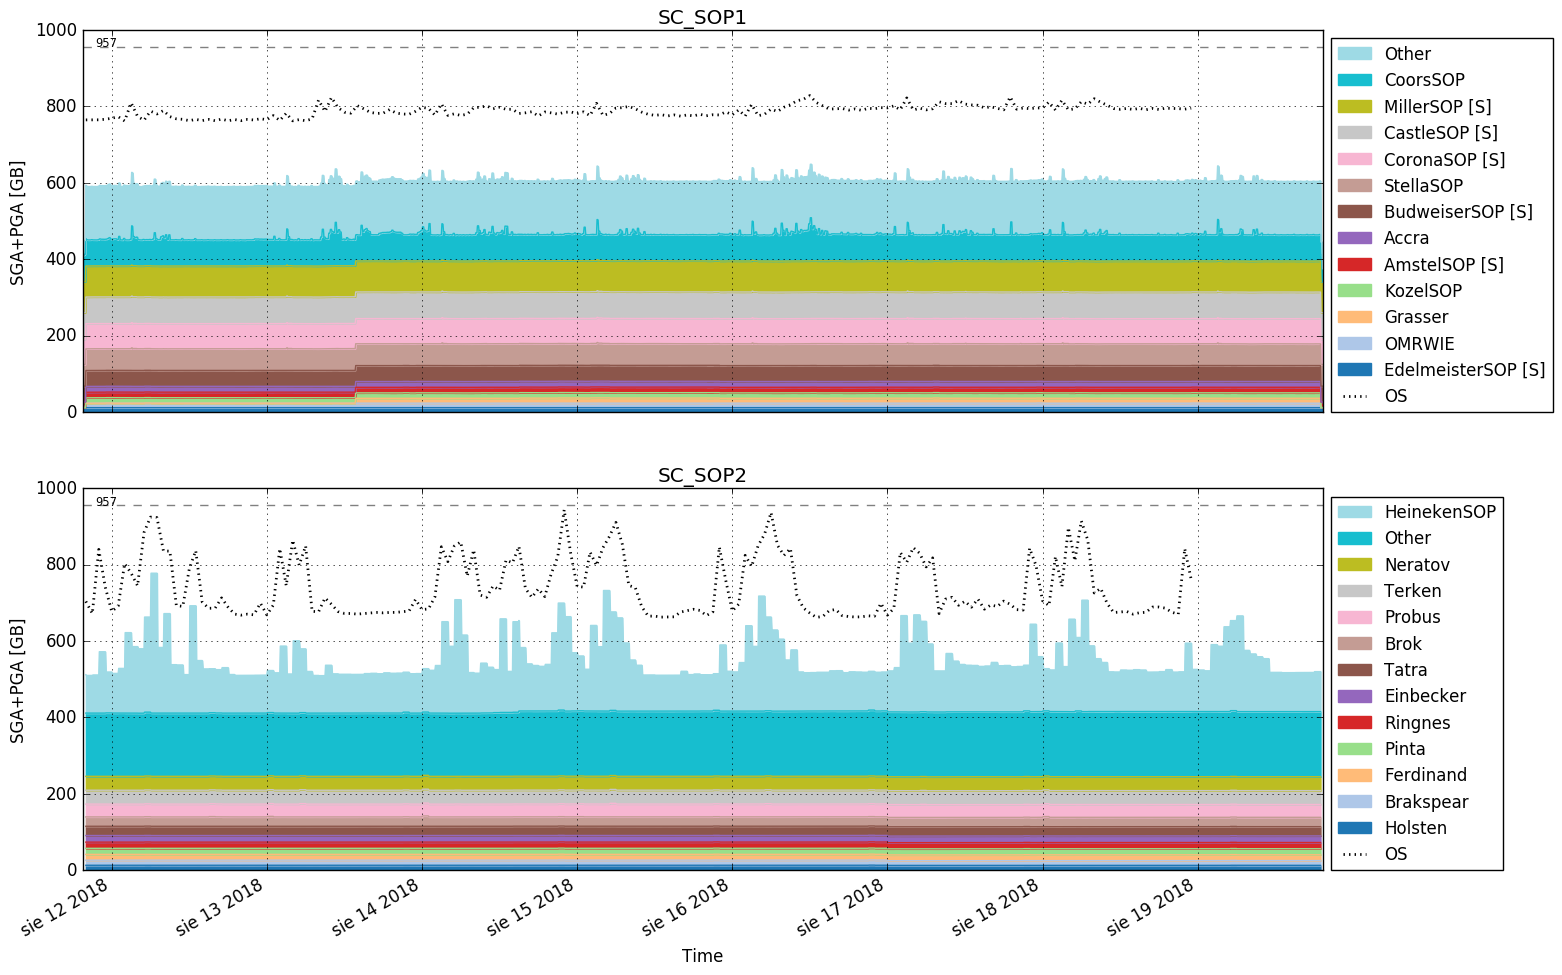 SC_SOP1
1000
800
600
400
200
0
SGA+PGA [GB]
957
Other
CoorsSOP
MillerSOP [S]
CastleSOP [S]
CoronaSOP [S]
StellaSOP
BudweiserSOP [S]
Accra
AmstelSOP [S]
KozelSOP
Grasser
OMRWIE
EdelmeisterSOP [S]
OS
SC_SOP2
1000
800
600
400
200
0
SGA+PGA [GB]
957
HeinekenSOP
Other
Neratov
Terken
Probus
Brok
Tatra
Einbecker
Ringnes
Pinta
Ferdinand
Brakspear
Holsten
OS
sie 12 2018
sie 13 2018
sie 14 2018
sie 15 2018
sie 16 2018
sie 17 2018
sie 18 2018
sie 19 2018
Time